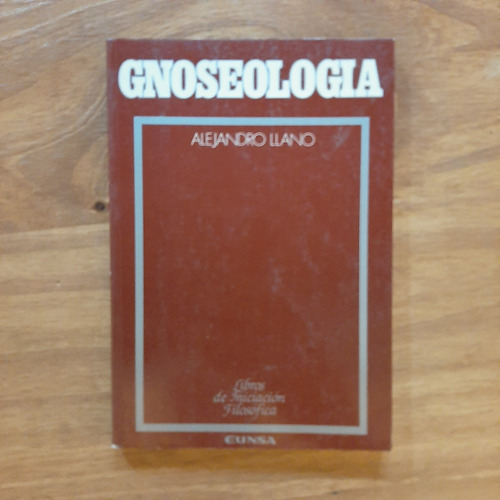 GNOSEOLOGIA
ALEJANDRO LLANO
Libros
de Iniciación
Filosófica
EUNSA